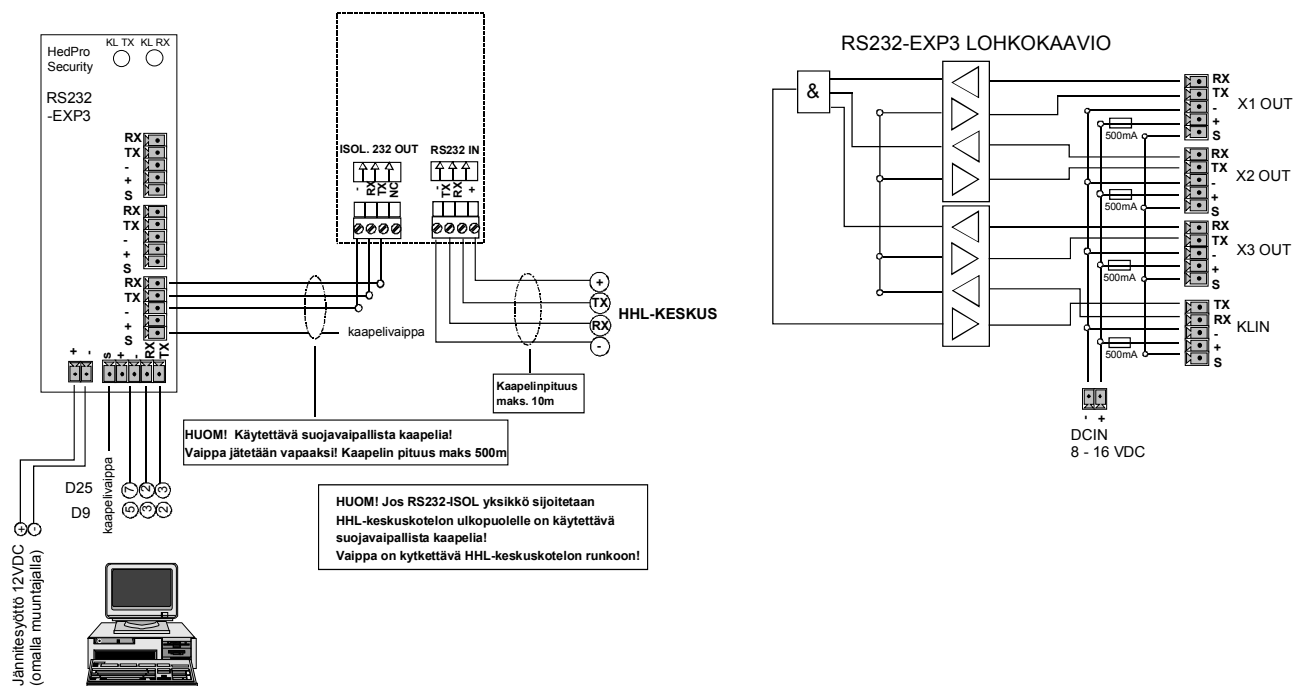 HedPro
Security
KL TX KL RX
RS232
-EXP3
RX
TX
-
+
S
RX
TX
-
+
S
RX
TX
-
+
S
+ -
S + - RX TX
kaapelivaippa
D25 7 2 3
D9 5 3 2
Jännitesyöttö 12VDC + -
(omalla muuntajalla)
ISOL. 232 OUT
- RX TX NC
RS232 IN
- TX RX +
kaapelivaippa
+
TX
RX
-
HHL-KESKUS
Kaapelinpituus
maks. 10m
HUOM! Käytettävä suojavaipallista kaapelia!
Vaippa jätetään vapaaksi! Kaapelin pituus maks 500m
HUOM! Jos RS232-ISOL yksikkö sijoitetaan
HHL-keskuskotelon ulkopuolelle on käytettävä
suojavaipallista kaapelia!
Vaippa on kytkettävä HHL-keskuskotelon runkoon!
RS232-EXP3 LOHKOKAAVIO
&
RX
TX
-
+
S
X1 OUT
500mA
RX
TX
-
+
S
X2 OUT
500mA
RX
TX
-
+
S
X3 OUT
500mA
TX
RX
-
+
S
KLIN
500mA
- +
DCIN
8 - 16 VDC